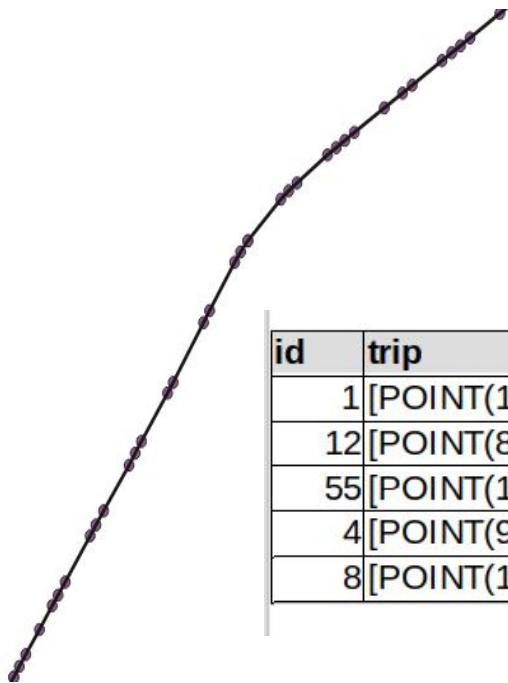 id trip
1 [POINT(1
12 [POINT(8
55 [POINT(1
4 [POINT(9
8 [POINT(1